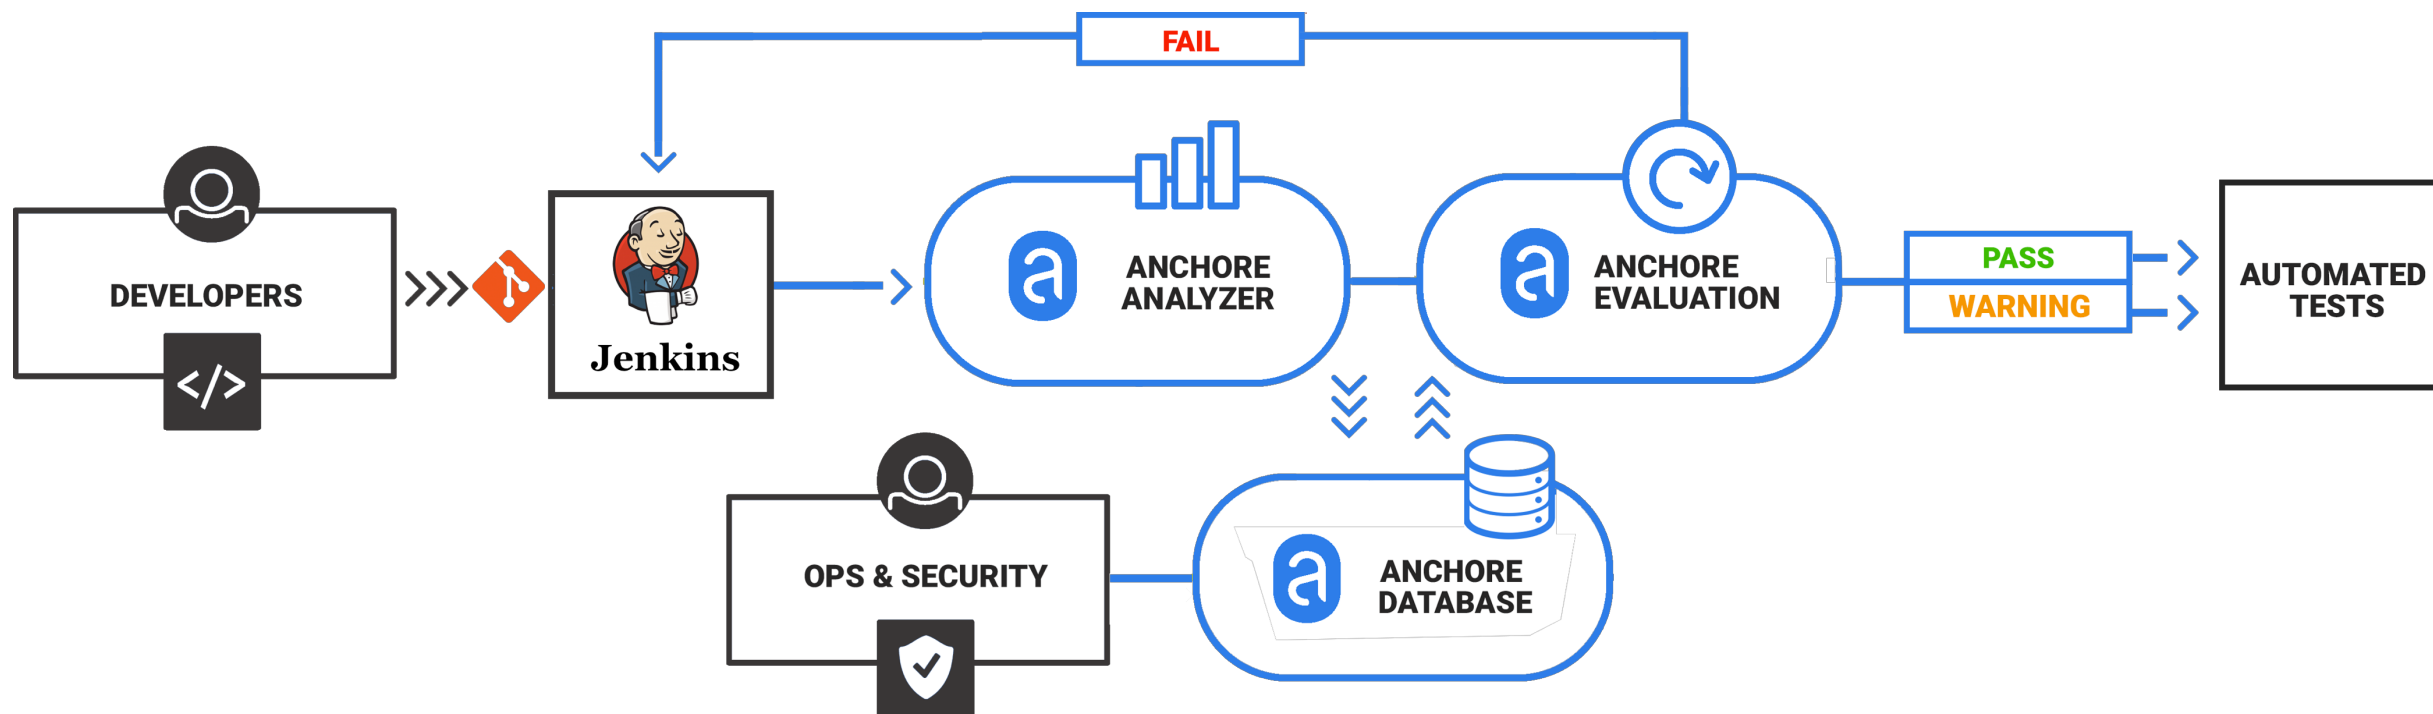 FAIL
DEVELOPERS
Jenkins
ANCHORE
ANALYZER
ANCHORE
EVALUATION
PASS
WARNING
AUTOMATED
TESTS
OPS & SECURITY
ANCHORE
DATABASE